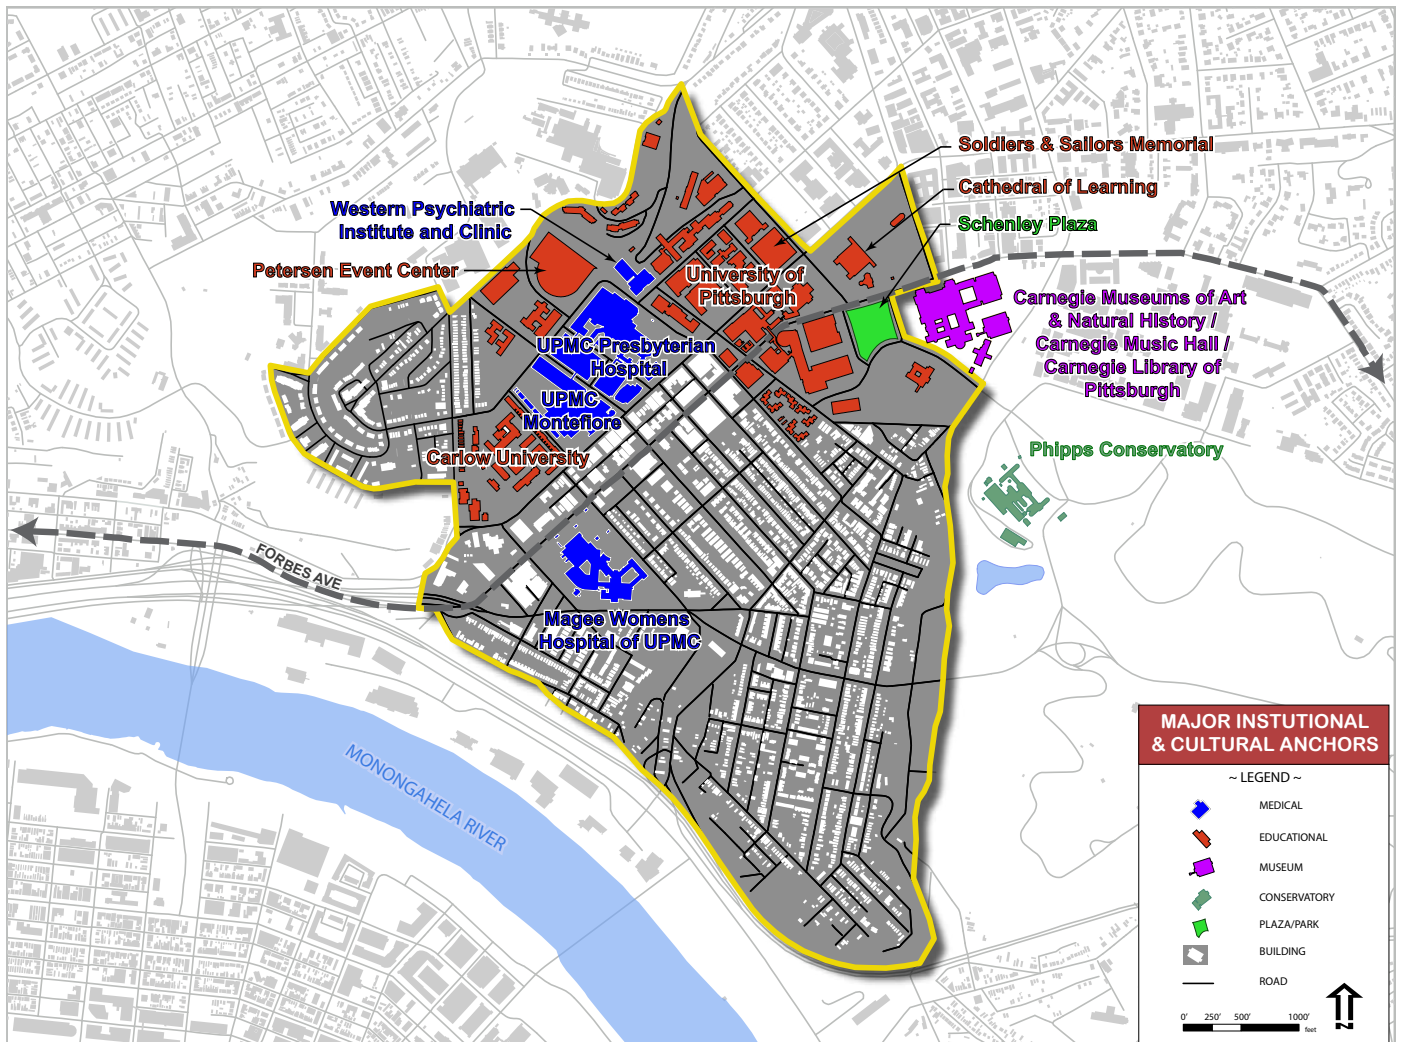 Soldiers & Sailors Memorial
Cathedral of Learning
Schenley Plaza
Western Psychiatric
Institute and Clinic
Petersen Event Center
University of
Pittsburgh
Carnegie Museums of Art
& Natural History /
Carnegie Music Hall /
Carnegie Library of
Pittsburgh
UPMC Presbyterian
Hospital
UPMC
Montefiore
Carlow University
Phipps Conservatory
FORBES AVE
Magee Womens
Hospital of UPMC
MONONGAHELA RIVER
MAJOR INSTUTIONAL
& CULTURAL ANCHORS
~ LEGEND ~
MEDICAL
EDUCATIONAL
MUSEUM
CONSERVATORY
PLAZA/PARK
BUILDING
ROAD
0' 250' 500' 1000'
feet
N